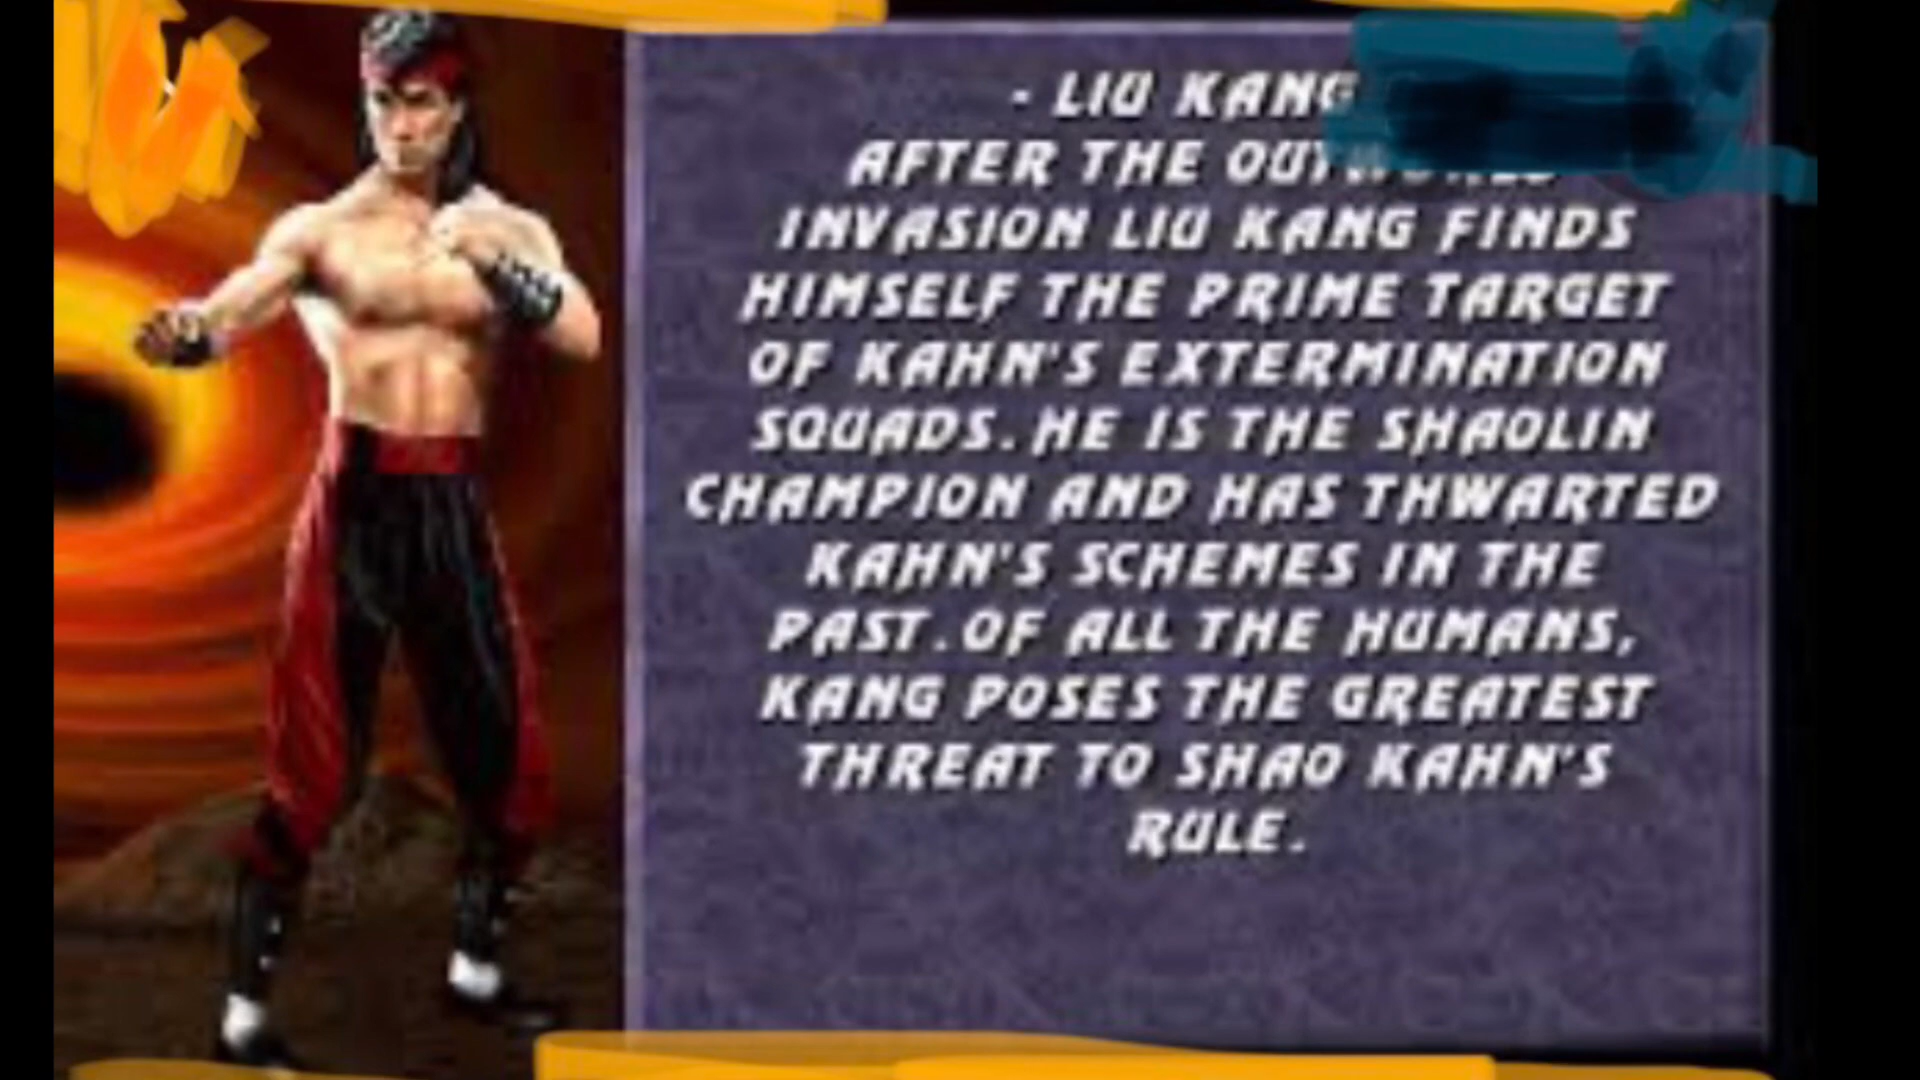 - LIU KANG
AFTER THE OUTWORLD
INVASION LIU KANG FINDS
HIMSELF THE PRIME TARGET
OF KAHN'S EXTERMINATION
SQUADS. HE IS THE SHAOLIN
CHAMPION AND HAS THWARTED
KAHN'S SCHEMES IN THE
PAST. OF ALL THE HUMANS,
KANG POSES THE GREATEST
THREAT TO SHAO KAHN'S
RULE.